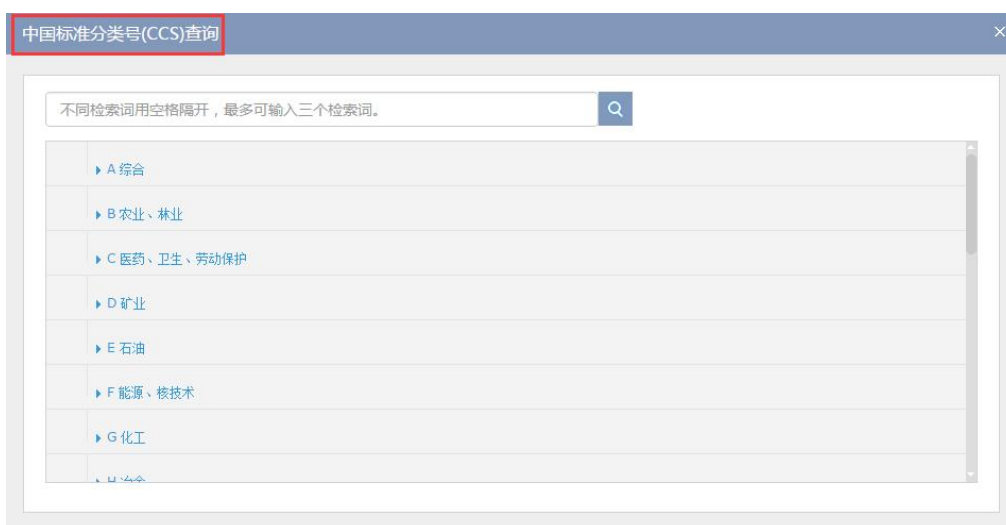 中国标准分类号(CCS)查询
不同检索词用空格隔开，最多可输入三个检索词。
A 综合
B 农业、林业
C 医药、卫生、劳动保护
D 矿业
E 石油
F 能源、核技术
G 化工
H 冶金